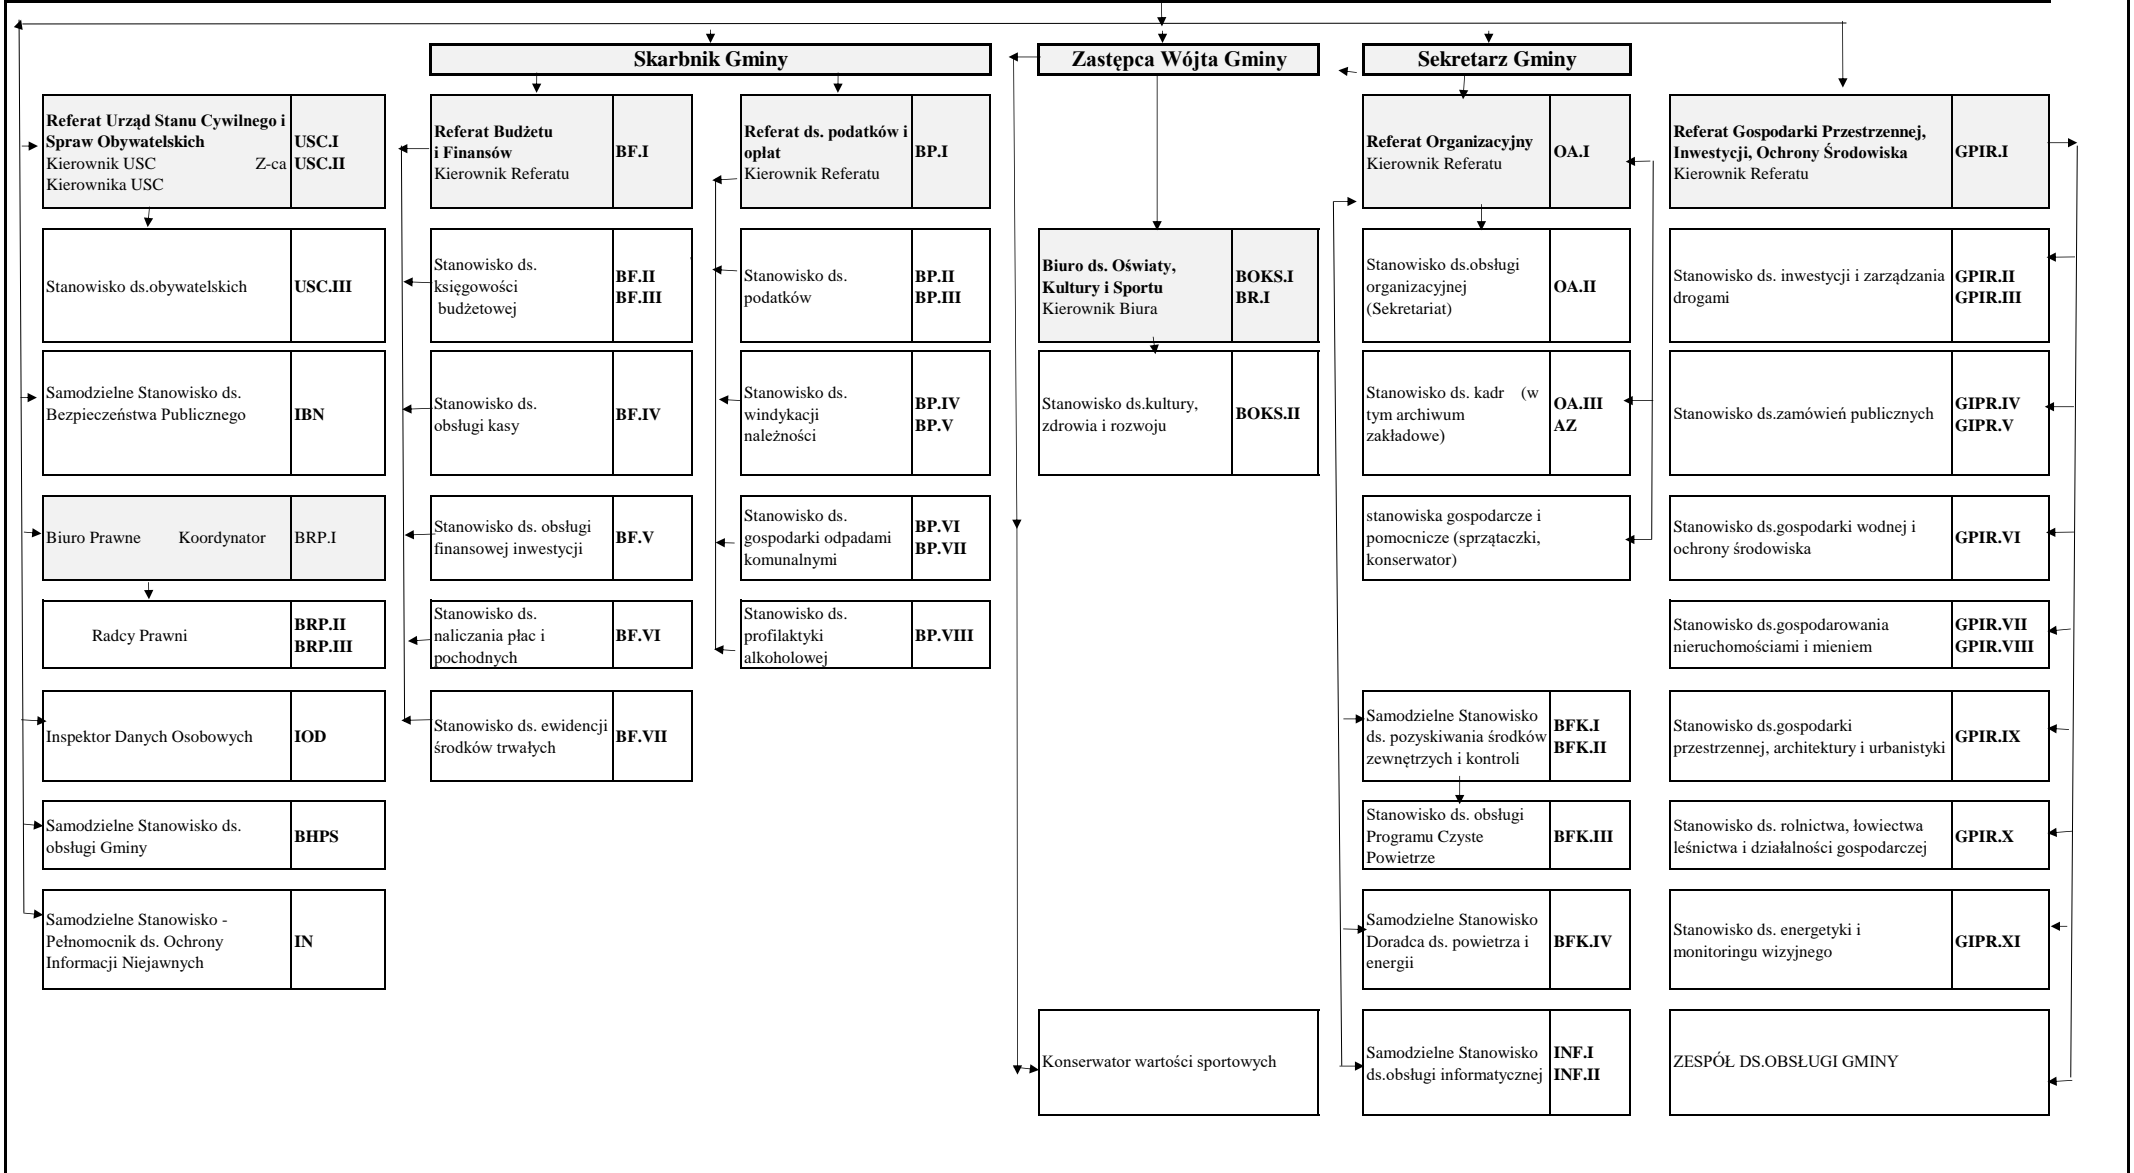 Skarbnik Gminy
Zastępca Wójta Gminy
Sekretarz Gminy
Referat Urząd Stanu Cywilnego i
Spraw Obywatelskich
Kierownik USC Z-ca
Kierownika USC
USC.I
USC.II
Stanowisko ds.obywatelskich
USC.III
Samodzielne Stanowisko ds.
Bezpieczeństwa Publicznego
IBN
Biuro Prawne Koordynator
BRP.I
Radcy Prawni
BRP.II
BRP.III
Inspektor Danych Osobowych
IOD
Samodzielne Stanowisko ds.
obsługi Gminy
BHPS
Samodzielne Stanowisko -
Pełnomocnik ds. Ochrony
Informacji Niejawnych
IN
Referat Budżetu
i Finansów
Kierownik Referatu
BF.I
Stanowisko ds.
księgowości
budżetowej
BF.II
BF.III
Stanowisko ds.
obsługi kasy
BF.IV
Stanowisko ds. obsługi
finansowej inwestycji
BF.V
Stanowisko ds.
naliczania płac i
pochodnych
BF.VI
Stanowisko ds. ewidencji
środków trwałych
BF.VII
Referat ds. podatków i
opłat
Kierownik Referatu
BP.I
Stanowisko ds.
podatków
BP.II
BP.III
Stanowisko ds.
windykacji
należności
BP.IV
BP.V
Stanowisko ds.
gospodarki odpadami
komunalnymi
BP.VI
BP.VII
Stanowisko ds.
profilaktyki
alkoholowej
BP.VIII
Biuro ds. Oświaty,
Kultury i Sportu
Kierownik Biura
BOKS.I
BR.I
Stanowisko ds.kultury,
zdrowia i rozwoju
BOKS.II
Konserwator wartości sportowych
Referat Organizacyjny
Kierownik Referatu
OA.I
Stanowisko ds.obsługi
organizacyjnej
(Sekretariat)
OA.II
Stanowisko ds. kadr (w
tym archiwum
zakładowe)
OA.III
AZ
stanowiska gospodarcze i
pomocnicze (sprzątaczki,
konserwator)
Samodzielne Stanowisko
ds. pozyskiwania środków
zewnętrzych i kontroli
BFK.I
BFK.II
Stanowisko ds. obsługi
Programu Czyste
Powietrze
BFK.III
Samodzielne Stanowisko
Doradca ds. powietrza i
energii
BFK.IV
Samodzielne Stanowisko
ds.obsługi informatycznej
INF.I
INF.II
Referat Gospodarki Przestrzennej,
Inwestycji, Ochrony Środowiska
Kierownik Referatu
GPIR.I
Stanowisko ds. inwestycji i zarządzania
drogami
GPIR.II
GPIR.III
Stanowisko ds.zamówień publicznych
GIPR.IV
GIPR.V
Stanowisko ds.gospodarki wodnej i
ochrony środowiska
GPIR.VI
Stanowisko ds.gospodarowania
nieruchomościami i mieniem
GPIR.VII
GPIR.VIII
Stanowisko ds.gospodarki
przestrzennej, architektury i urbanistyki
GPIR.IX
Stanowisko ds. rolnictwa, łowiectwa
leśnictwa i działalności gospodarczej
GPIR.X
Stanowisko ds. energetyki i
monitoringu wizyjnego
GIPR.XI
ZESPÓŁ DS.OBSŁUGI GMINY